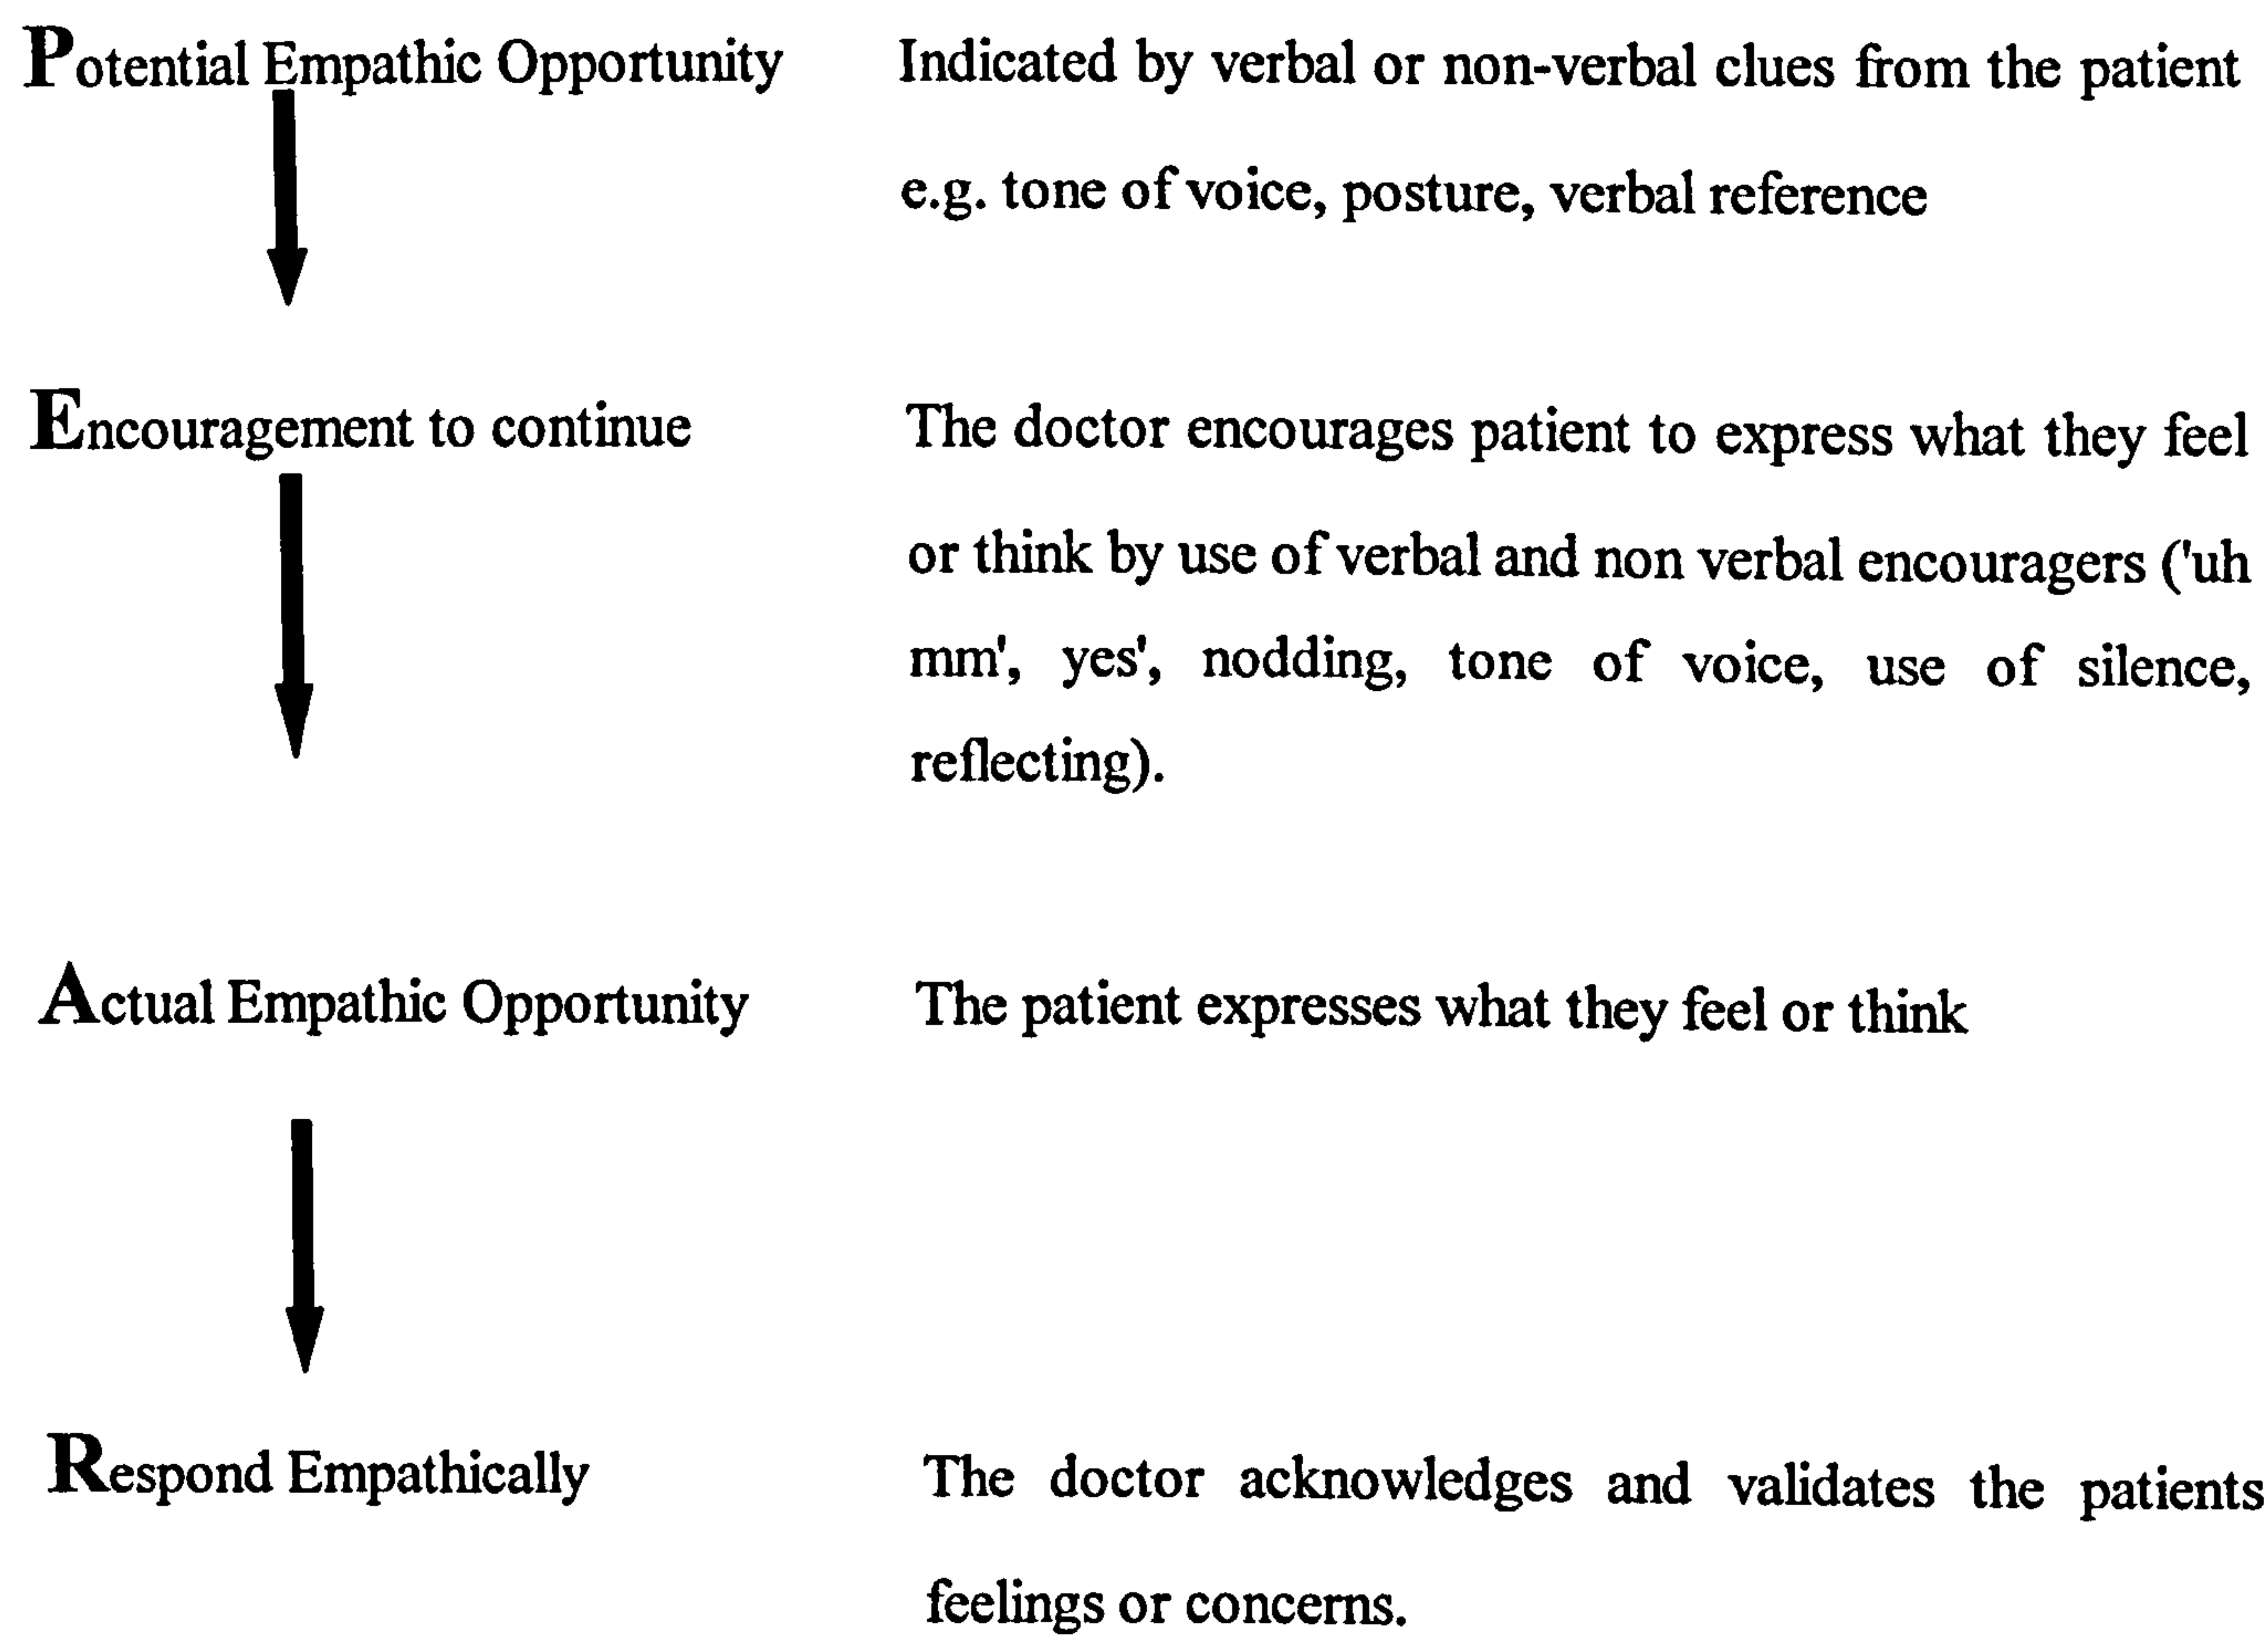 Potential Empathic Opportunity
Indicated by verbal or non-verbal clues from the patient
e.g. tone of voice, posture, verbal reference
Encouragement to continue
The doctor encourages patient to express what they feel
or think by use of verbal and non verbal encouragers ('uh
mm', yes', nodding, tone of voice, use of silence,
reflecting).
Actual Empathic Opportunity
The patient expresses what they feel or think
Respond Empathically
The doctor acknowledges and validates the patients
feelings or concerns.